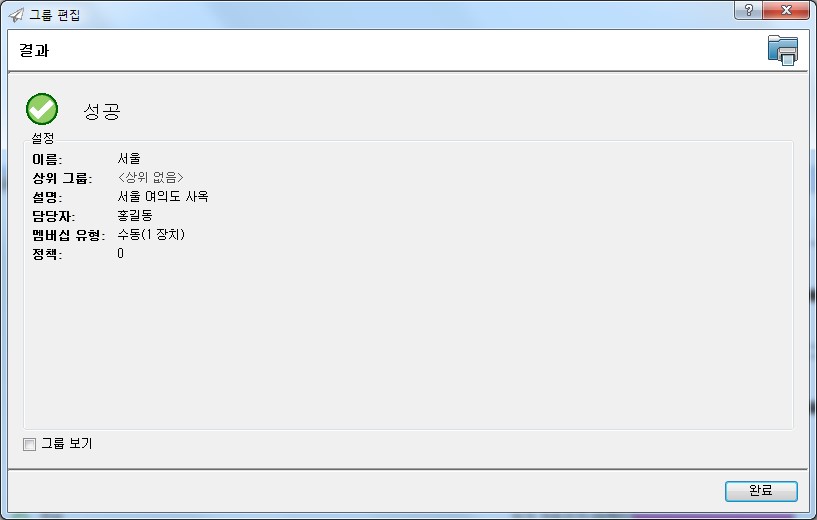 그룹 편집
결과
성공
설정
이름: 서울
상위 그룹: <상위 없음>
설명: 서울 여의도 사옥
담당자: 홍길동
멤버십 유형: 수동(1 장치)
정책: 0
그룹 보기
완료